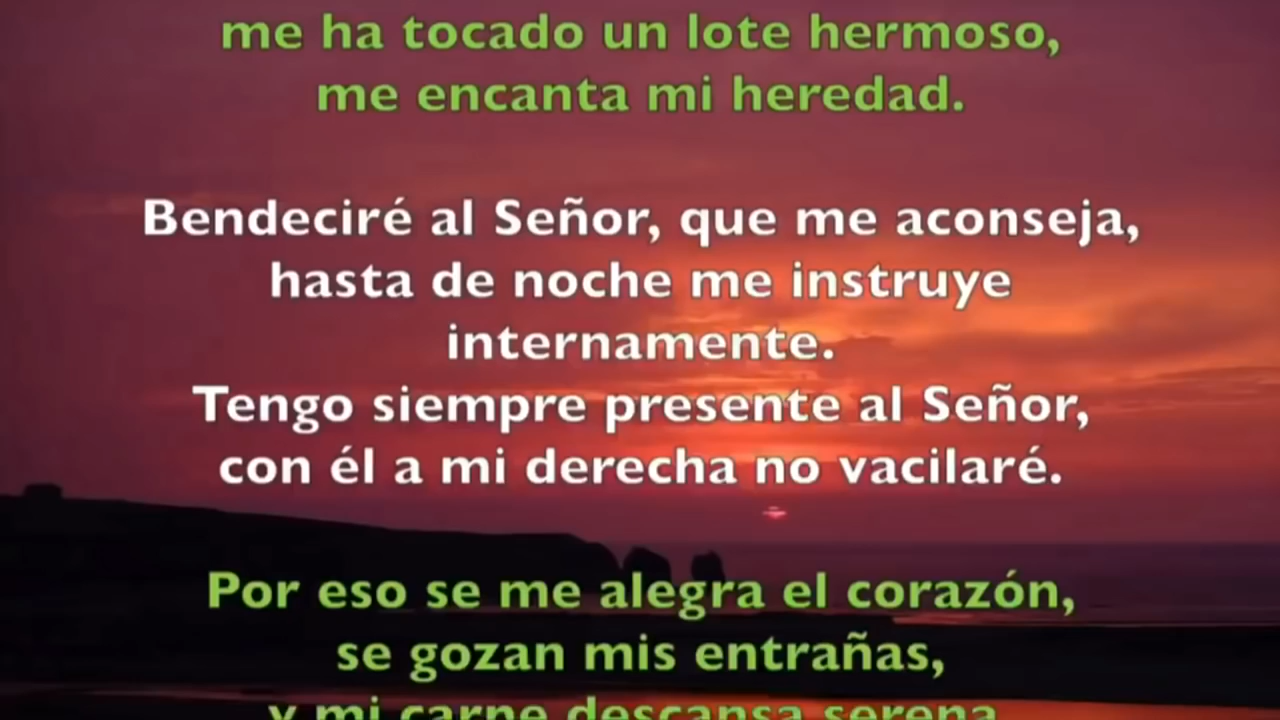 me ha tocado un lote hermoso,
me encanta mi heredad.
Bendeciré al Señor, que me aconseja,
hasta de noche me instruye
internamente.
Tengo siempre presente al Señor,
con él a mi derecha no vacilaré.
Por eso se me alegra el corazón,
se gozan mis entrañas,
y mi carne descansa serena